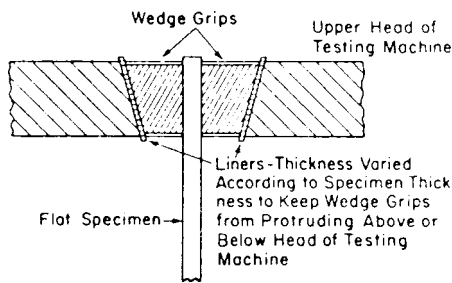 Wedge Grips
Upper Head of
Testing Machine
Liners-Thickness Varied
According to Specimen Thick
ness to Keep Wedge Grips
from Protruding Above or
Below Head of Testing
Machine
Flat Specimen